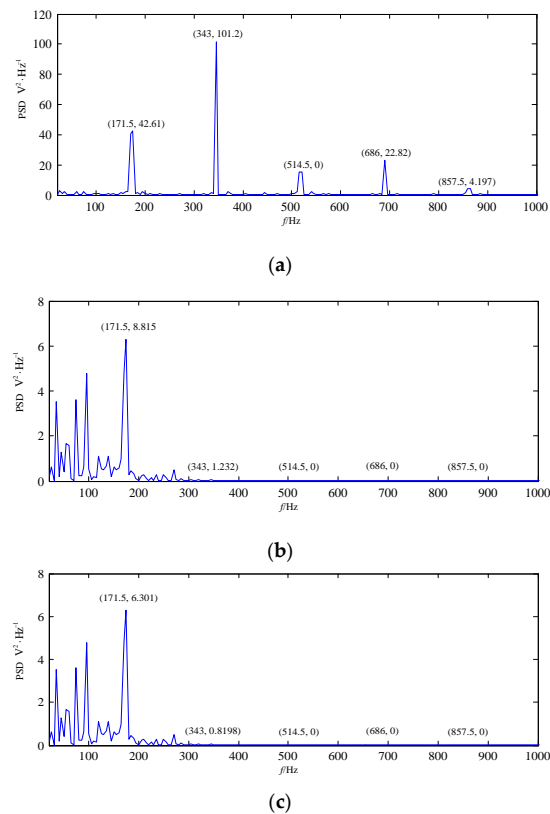 120
100
80
60
40
20
0
PSD V²·Hz⁻¹
(343, 101.2)
(171.5, 42.61)
(514.5, 0)
(686, 22.82)
(857.5, 4.197)
100 200 300 400 500 600 700 800 900 1000
f/Hz
(a)
8
6
4
2
0
PSD V²·Hz⁻¹
(171.5, 8.815
(343, 1.232)
(514.5, 0)
(686, 0)
(857.5, 0)
100 200 300 400 500 600 700 800 900 1000
f/Hz
(b)
8
6
4
2
0
PSD V²·Hz⁻¹
(171.5, 6.301)
(343, 0.8198)
(514.5, 0)
(686, 0)
(857.5, 0)
100 200 300 400 500 600 700 800 900 1000
f/Hz
(c)